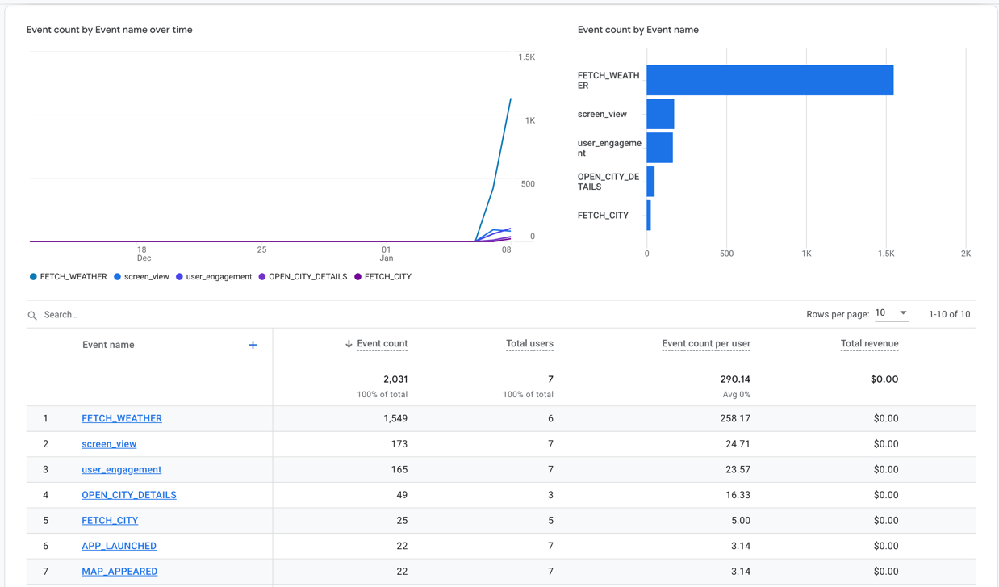 Event count by Event name over time
1.5K
1K
500
0
18
Dec
25
01
Jan
08
FETCH_WEATHER screen_view user_engagement OPEN_CITY_DETAILS FETCH_CITY
Event count by Event name
FETCH_WEATH
ER
screen_view
user_engageme
nt
OPEN_CITY_DE
TAILS
FETCH_CITY
0 500 1K 1.5K 2K
Search...
Rows per page: 10 1-10 of 10
Event name + ↓ Event count Total users Event count per user Total revenue
2,031 7 290.14 $0.00
100% of total 100% of total Avg 0%
1 FETCH_WEATHER 1,549 6 258.17 $0.00
2 screen_view 173 7 24.71 $0.00
3 user_engagement 165 7 23.57 $0.00
4 OPEN_CITY_DETAILS 49 3 16.33 $0.00
5 FETCH_CITY 25 5 5.00 $0.00
6 APP_LAUNCHED 22 7 3.14 $0.00
7 MAP_APPEARED 22 7 3.14 $0.00